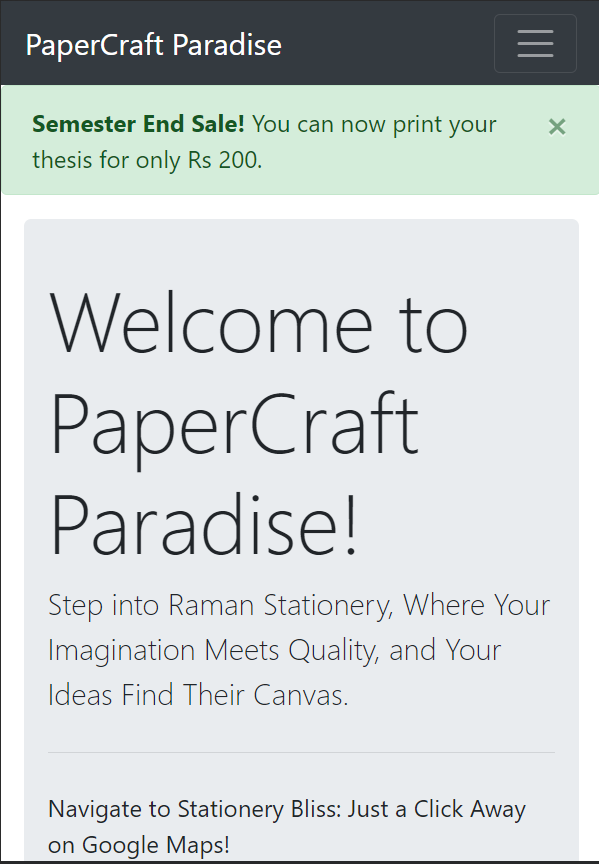 PaperCraft Paradise
Semester End Sale! You can now print your
thesis for only Rs 200.
×
Welcome to
PaperCraft
Paradise!
Step into Raman Stationery, Where Your
Imagination Meets Quality, and Your
Ideas Find Their Canvas.
Navigate to Stationery Bliss: Just a Click Away
on Google Maps!